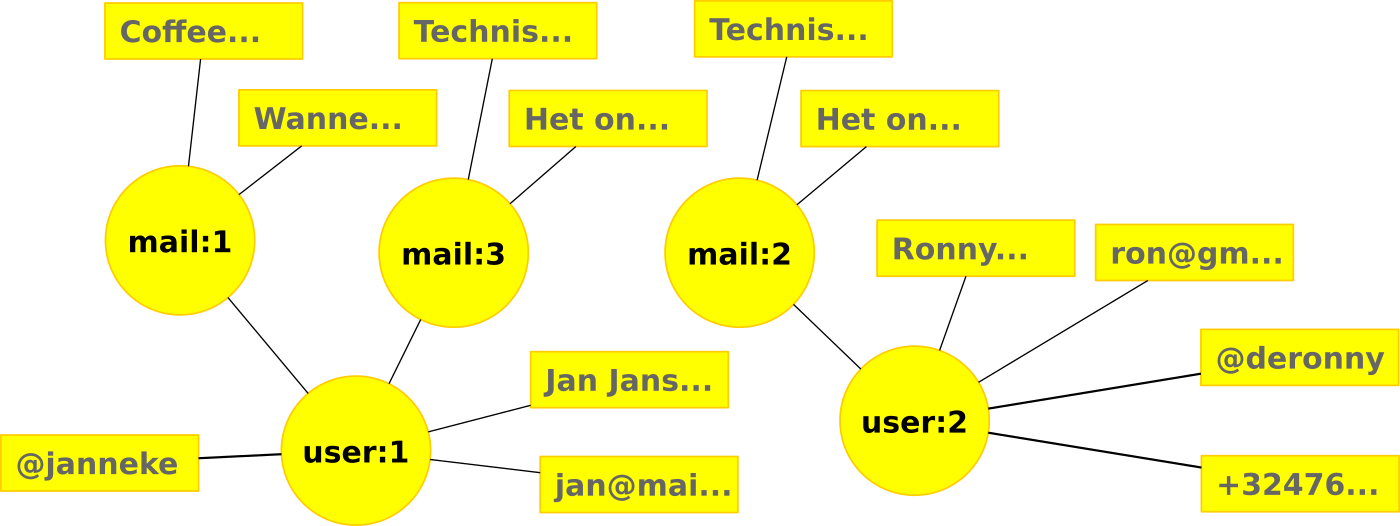 Coffee...
Technis...
Technis...
Wanne...
Het on...
Het on...
mail:1
mail:3
mail:2
Ronny...
ron@gm...
@deronny
Jan Jans...
user:2
user:1
@janneke
jan@mai...
+32476...